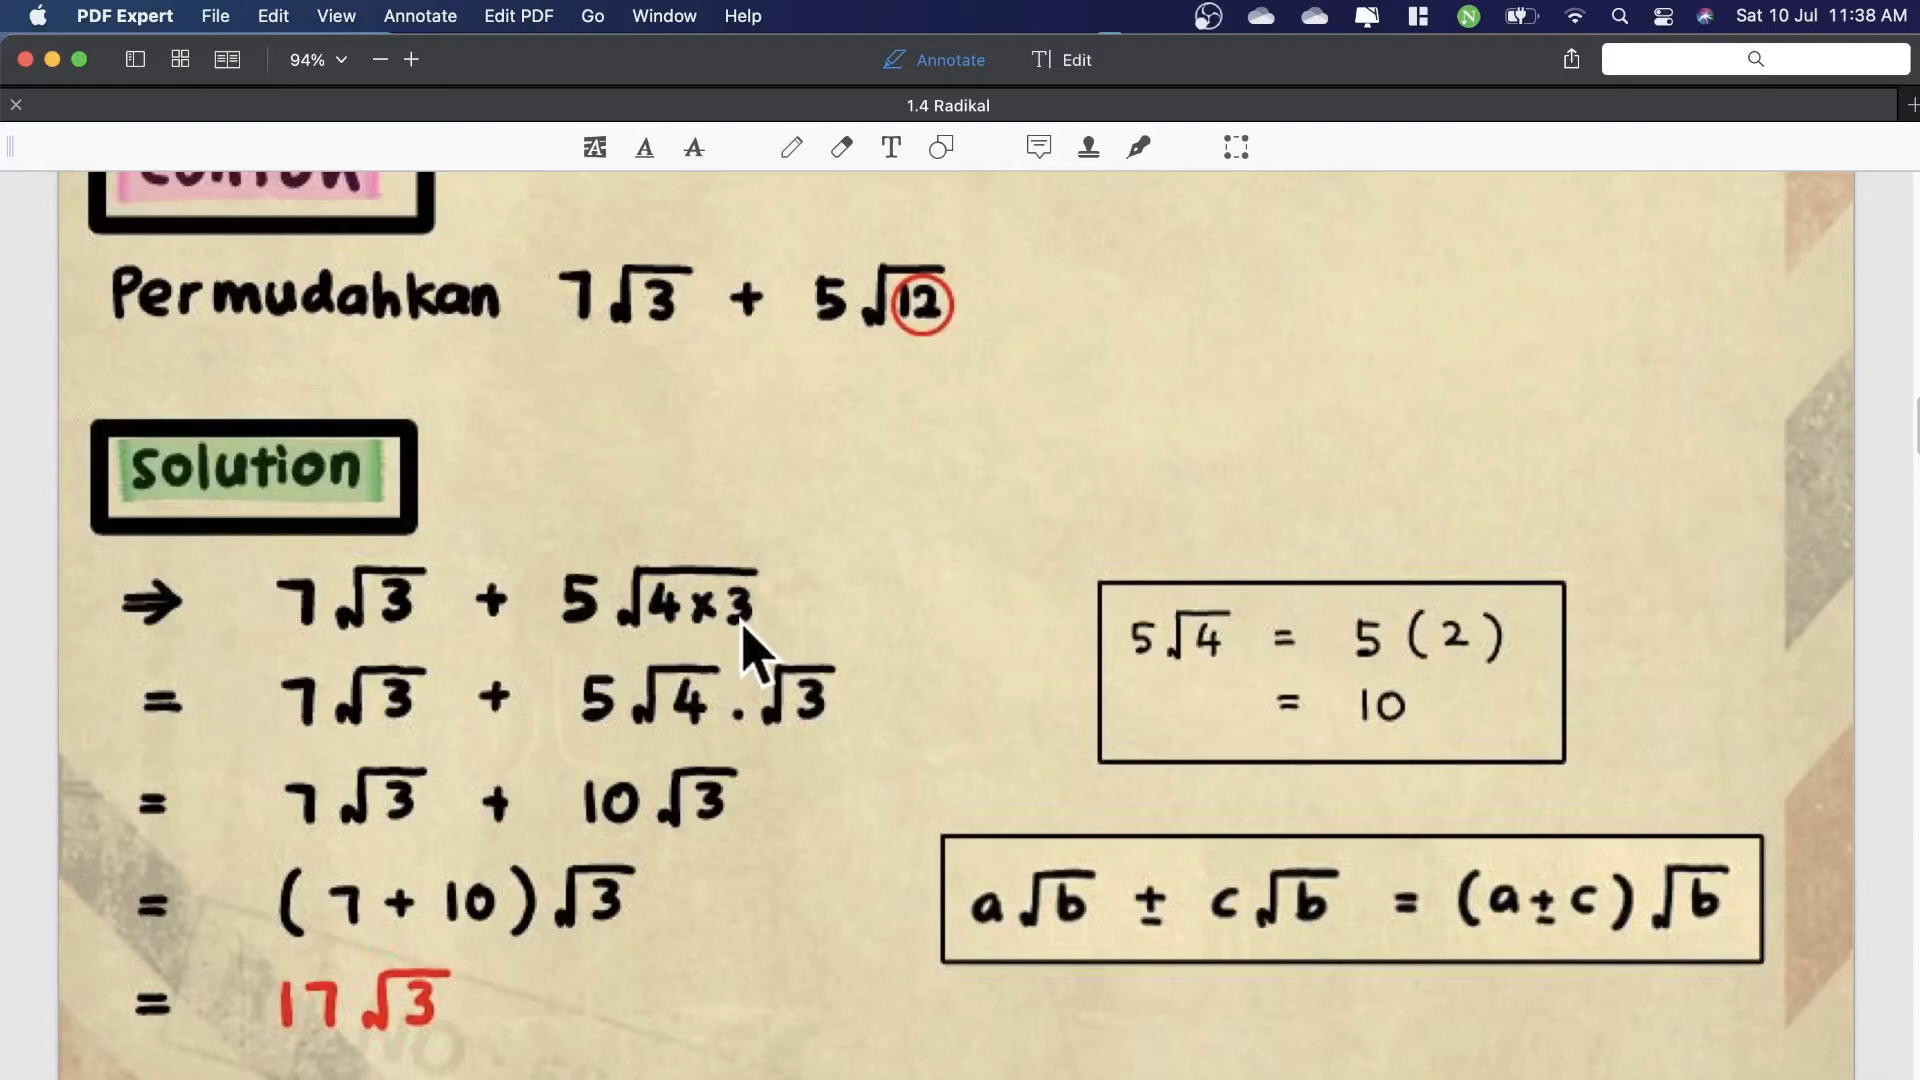 PDF Expert File Edit View Annotate Edit PDF Go Window Help Sat 10 Jul 11:38 AM
94% Annotate Edit
1.4 Radikal
Contoh
Permudahkan 7√3 + 5√12
Solution
⇒ 7√3 + 5√(4×3)
= 7√3 + 5√4 . √3
= 7√3 + 10√3
= (7 + 10)√3
= 17√3
5√4 = 5(2)
= 10
a√b ± c√b = (a±c)√b